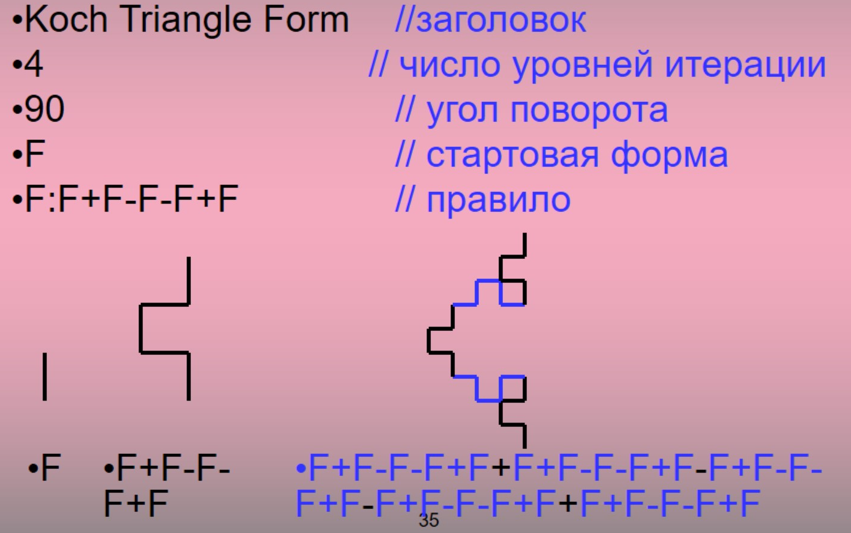 •Koch Triangle Form //заголовок
•4 // число уровней итерации
•90 // угол поворота
•F // стартовая форма
•F:F+F-F-F+F // правило
•F •F+F-F- •F+F-F-F+F+F+F-F-F+F-F+F-F-
F+F F+F-F+F-F-F+F+F+F-F-F+F
35